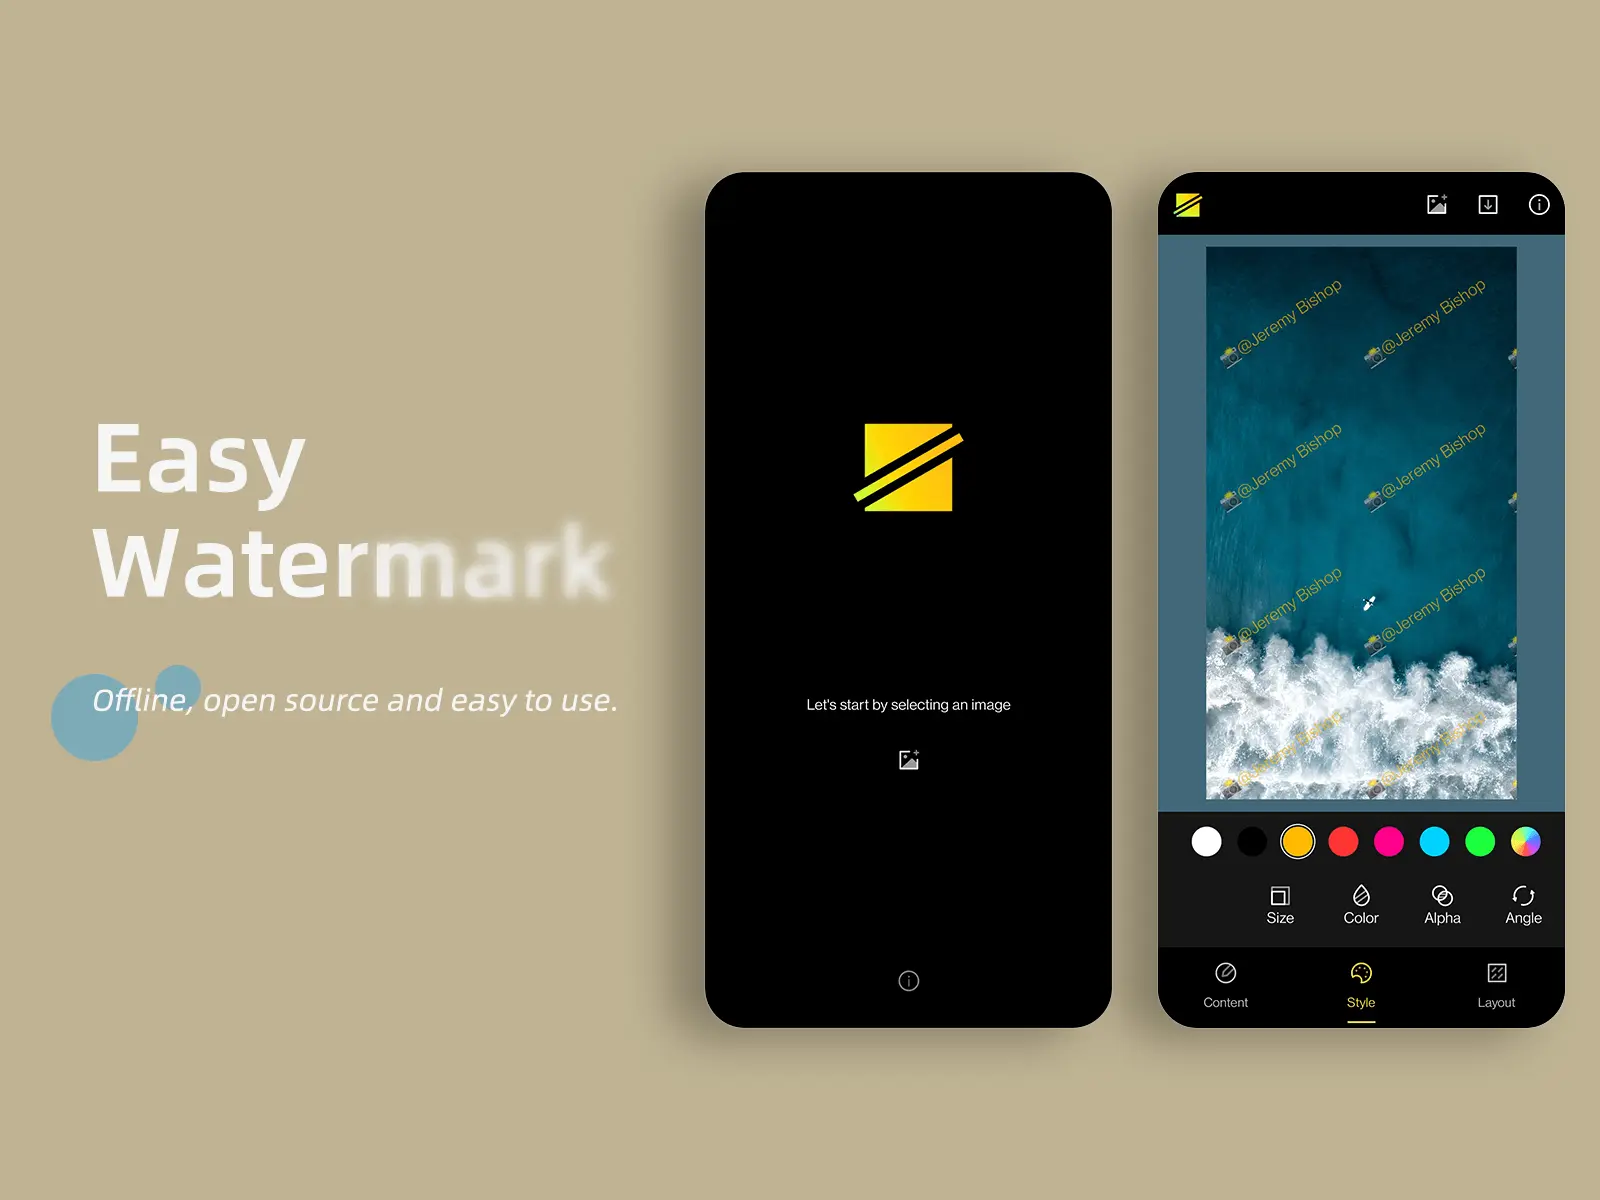 Easy
Watermark
Offline, open source and easy to use.
Let's start by selecting an image
@Jeremy Bishop
@Jeremy Bishop
@Jeremy Bishop
@Jeremy Bishop
@Jeremy Bishop
@Jeremy Bishop
@Jeremy Bishop
@Jeremy Bishop
Size
Color
Alpha
Angle
Content
Style
Layout